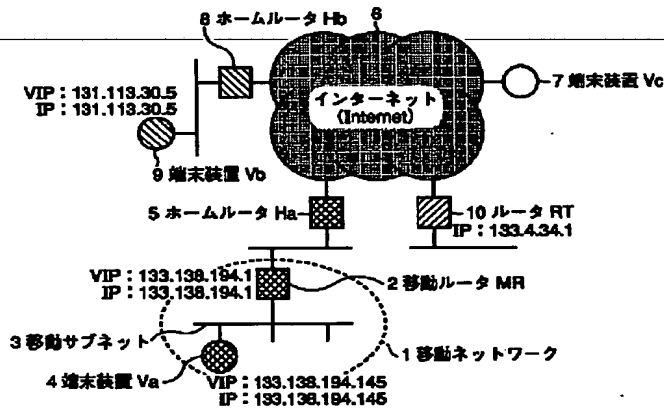 8 ホームルータ Hb
6
VIP：131.113.30.5
IP：131.113.30.5
インターネット
(Internet)
7 端末装置 Vc
9 端末装置 Vb
5 ホームルータ Ha
10 ルータ RT
IP：133.4.34.1
VIP：133.138.194.1
IP：133.138.194.1
2 移動ルータ MR
3 移動サブネット
1 移動ネットワーク
4 端末装置 Va
VIP：133.138.194.145
IP：133.138.194.145